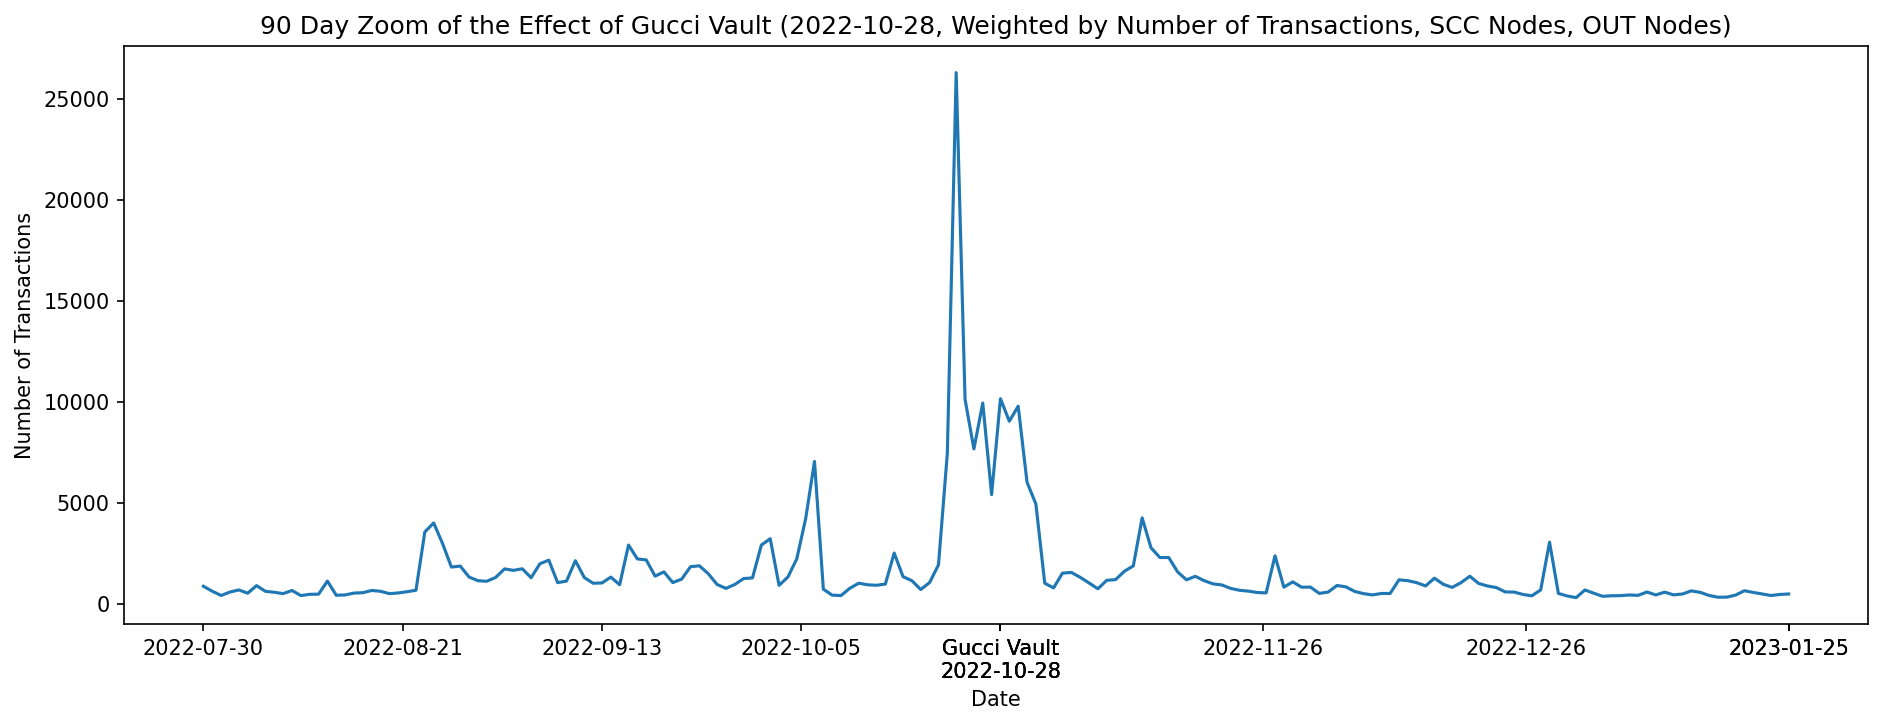 90 Day Zoom of the Effect of Gucci Vault (2022-10-28, Weighted by Number of Transactions, SCC Nodes, OUT Nodes)
Number of Transactions
25000
20000
15000
10000
5000
0
2022-07-30 2022-08-21 2022-09-13 2022-10-05 Gucci Vault 2022-11-26 2022-12-26 2023-01-25
2022-10-28
Date